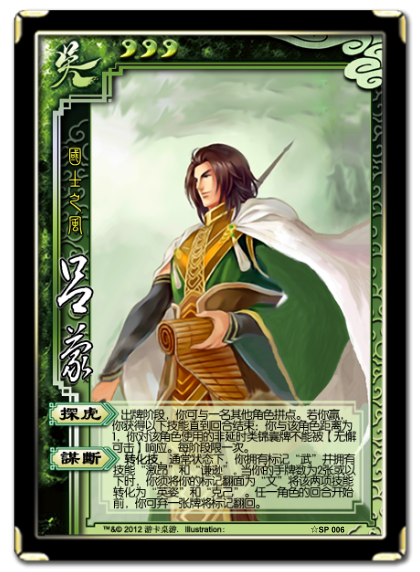 吴
國士之風
呂蒙
探虎
出牌阶段，你可与一名其他角色拼点。若你赢，
你获得以下技能直到回合结束：你与该角色距离为
1，你对该角色使用的非延时类锦囊牌不能被【无懈
可击】响应。每阶段限一次。
謀斷
转化技，通常状态下，你拥有标记“武”并拥有
技能“激昂”和“谦逊”。当你的手牌数为2张或以
下时，你须将你的标记翻面为“文”将该两项技能
转化为“英姿”和“克己”。任一角色的回合开始
前，你可弃一张牌将标记翻回。
™&© 2012 游卡桌游. Illustration:
☆SP 006